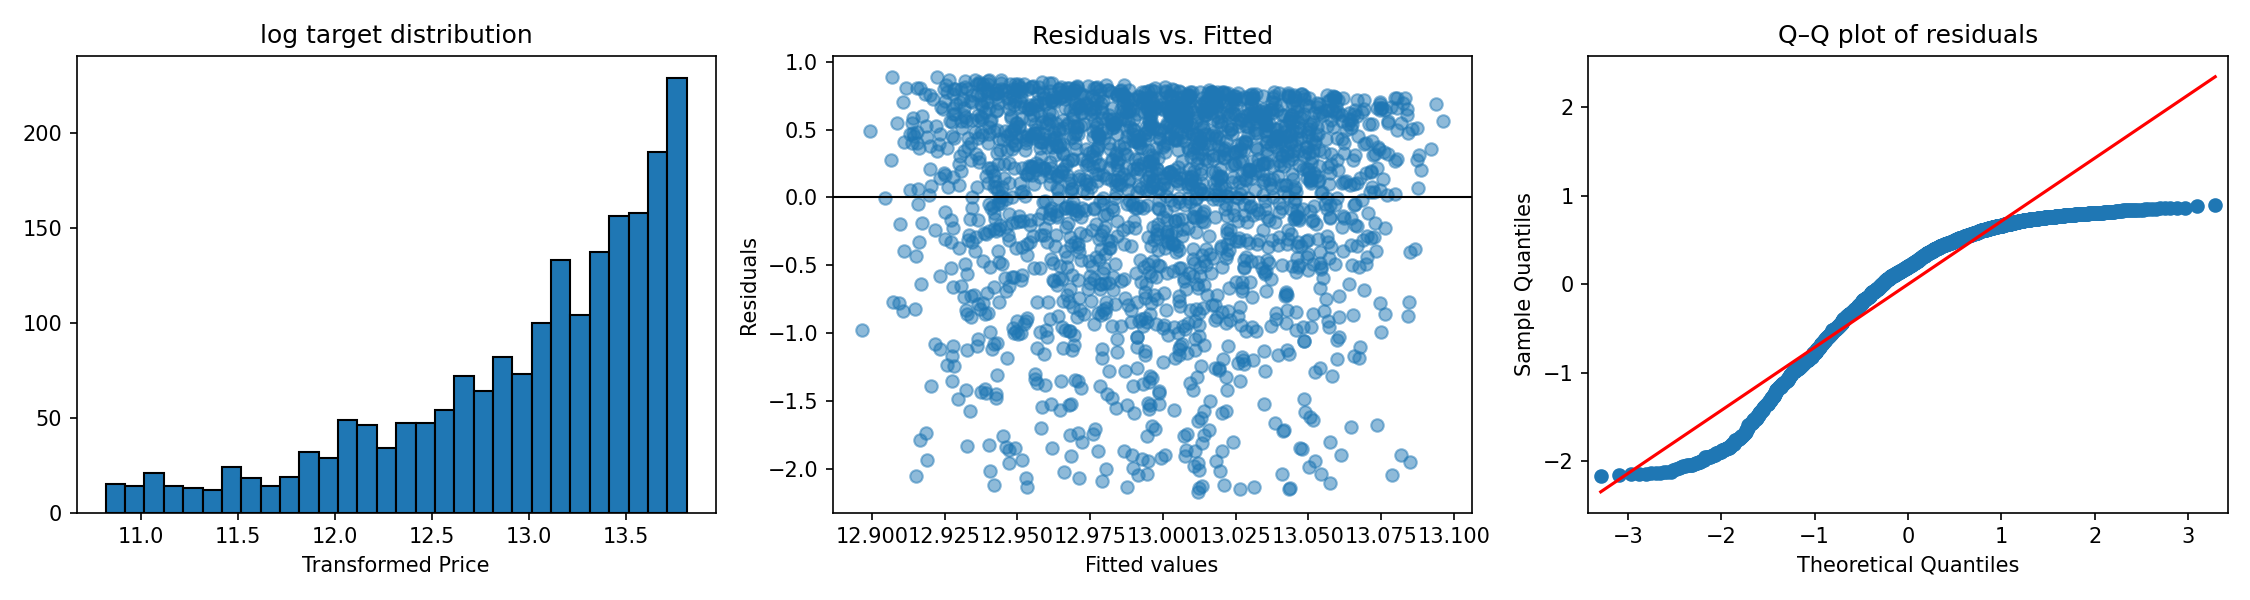 log target distribution
200
150
100
50
0
11.0 11.5 12.0 12.5 13.0 13.5
Transformed Price
Residuals vs. Fitted
Residuals
1.0
0.5
0.0
−0.5
−1.0
−1.5
−2.0
12.900 12.925 12.950 12.975 13.000 13.025 13.050 13.075 13.100
Fitted values
Q–Q plot of residuals
Sample Quantiles
2
1
0
−1
−2
−3 −2 −1 0 1 2 3
Theoretical Quantiles